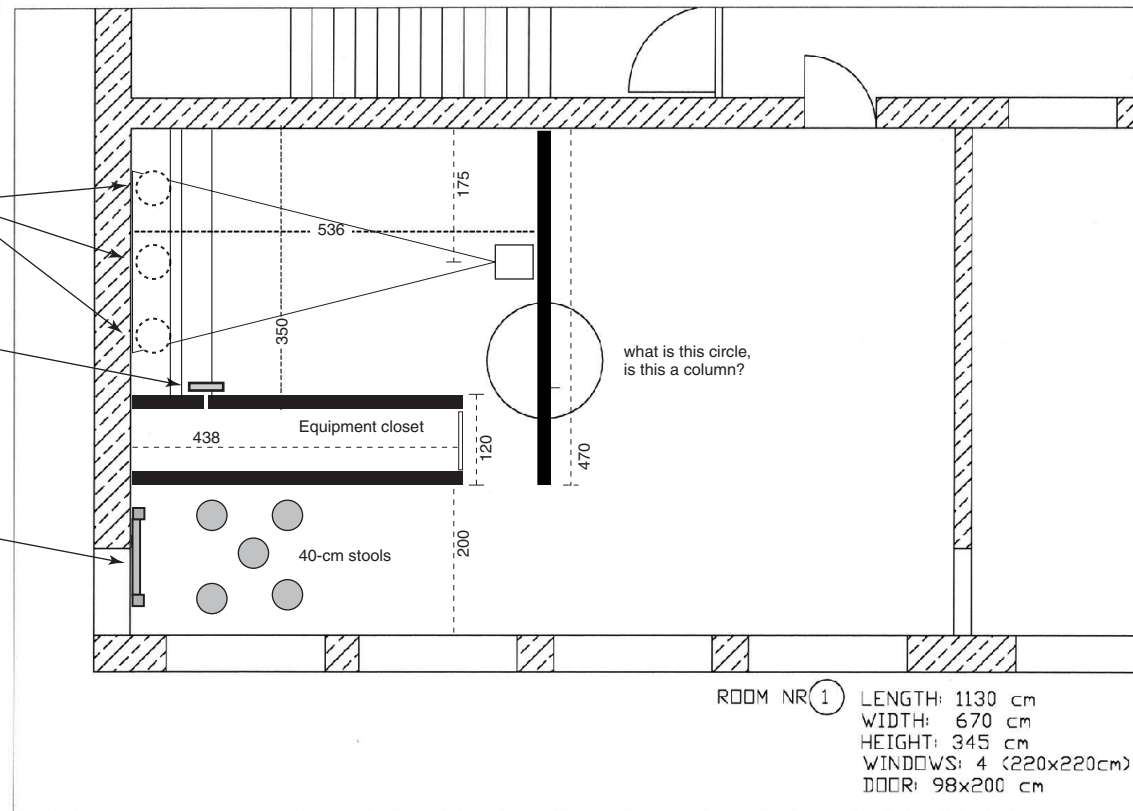 175
536
350
what is this circle,
is this a column?
Equipment closet
438
120
470
200
40-cm stools
ROOM NR 1
LENGTH: 1130 cm
WIDTH: 670 cm
HEIGHT: 345 cm
WINDOWS: 4 (220x220cm)
DOOR: 98x200 cm